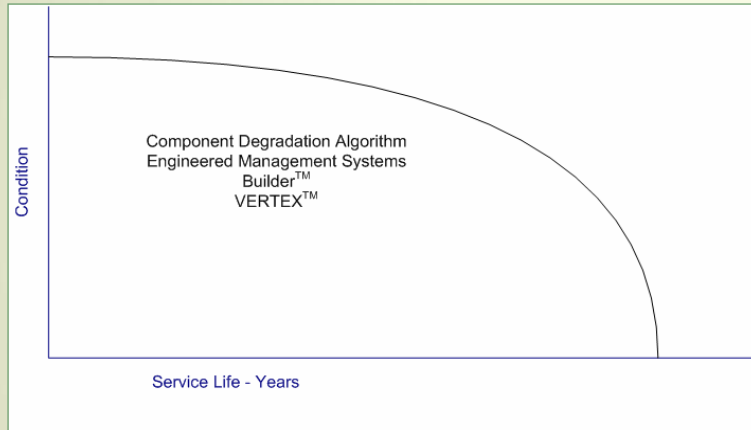 Component Degradation Algorithm
Engineered Management Systems
Builder™
VERTEX™
Condition
Service Life - Years